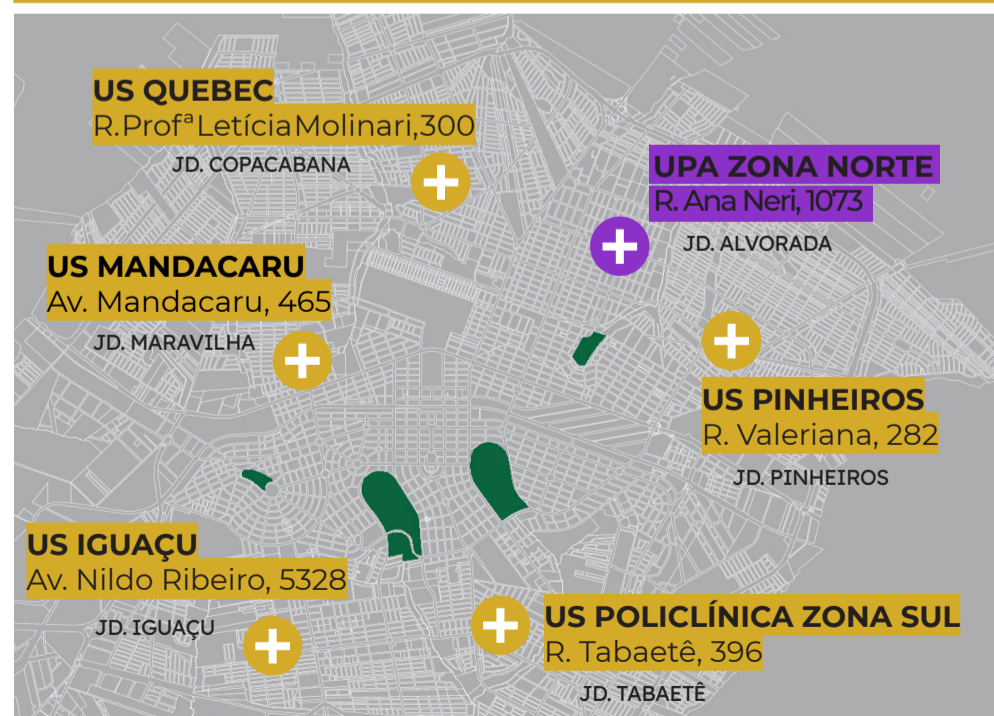 US QUEBEC
R.Profª Letícia Molinari,300
JD. COPACABANA
UPA ZONA NORTE
R. Ana Neri, 1073
JD. ALVORADA
US MANDACARU
Av. Mandacaru, 465
JD. MARAVILHA
US PINHEIROS
R. Valeriana, 282
JD. PINHEIROS
US IGUAÇU
Av. Nildo Ribeiro, 5328
JD. IGUAÇU
US POLICLÍNICA ZONA SUL
R. Tabaetê, 396
JD. TABAETÊ